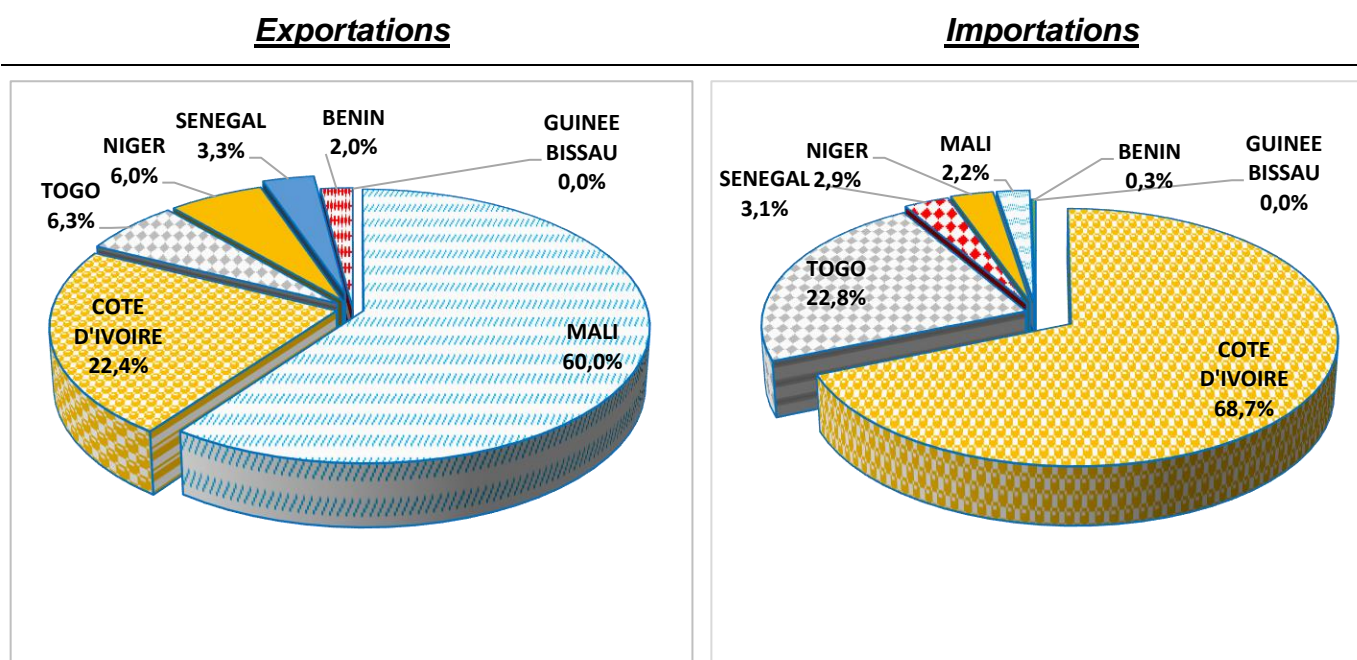 Exportations
SENEGAL
3,3%
BENIN
2,0%
GUINEE
BISSAU
0,0%
NIGER
6,0%
TOGO
6,3%
COTE
D'IVOIRE
22,4%
MALI
60,0%
Importations
SENEGAL
3,1%
NIGER
2,9%
MALI
2,2%
BENIN
0,3%
GUINEE
BISSAU
0,0%
TOGO
22,8%
COTE
D'IVOIRE
68,7%